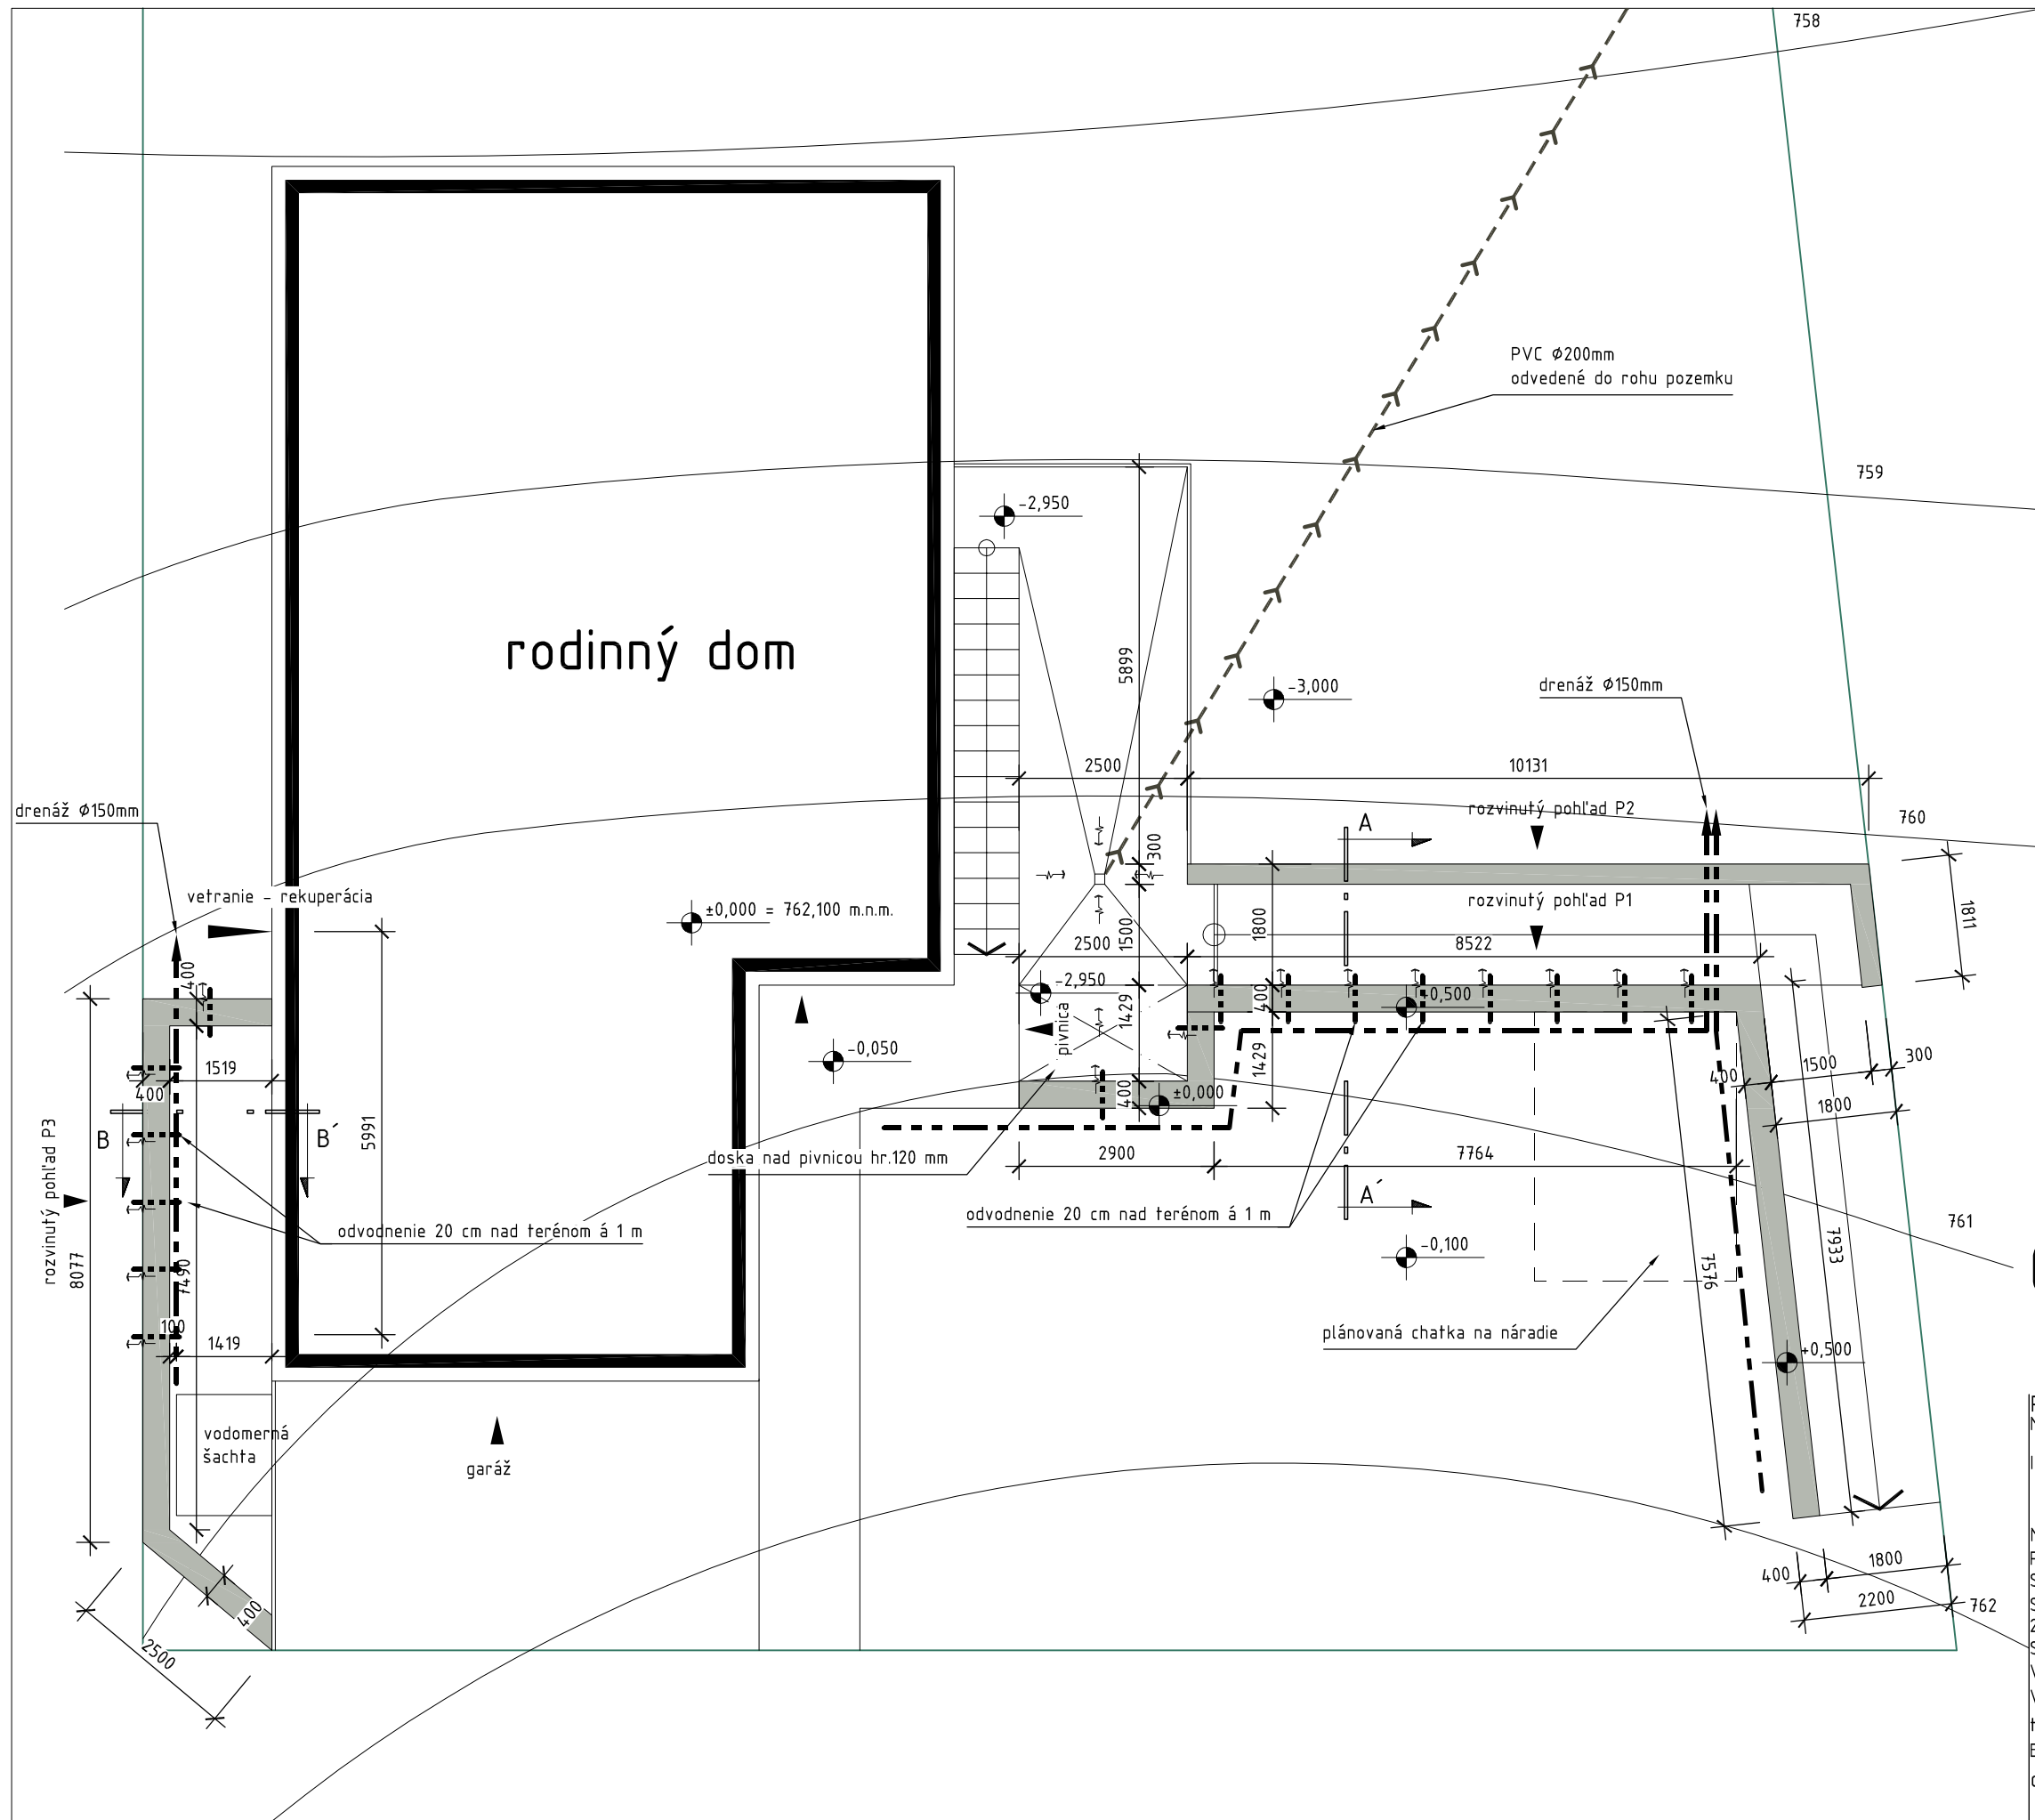 758
PVC ⌀200mm
odvedené do rohu pozemku
759
-2,950
rodinný dom
5899
-3,000
drenáž ⌀150mm
2500
10131
rozvinutý pohľad P2
760
drenáž ⌀150mm
A
300
vetranie - rekuperácia
rozvinutý pohľad P1
±0,000 = 762,100 m.n.m.
1800
1500
1811
2500
8522
400
-2,950
+0,500
400
1429
pivnica
-0,050
1429
1519
400
400
1500
300
400
±0,000
1800
B
B´
5991
rozvinutý pohľad P3
doska nad pivnicou hr.120 mm
2900
7764
A´
odvodnenie 20 cm nad terénom á 1 m
odvodnenie 20 cm nad terénom á 1 m
761
8077
7490
-0,100
7576
7933
100
1419
plánovaná chatka na náradie
+0,500
vodomerná
šachta
garáž
400
1800
400
2200
762
2500